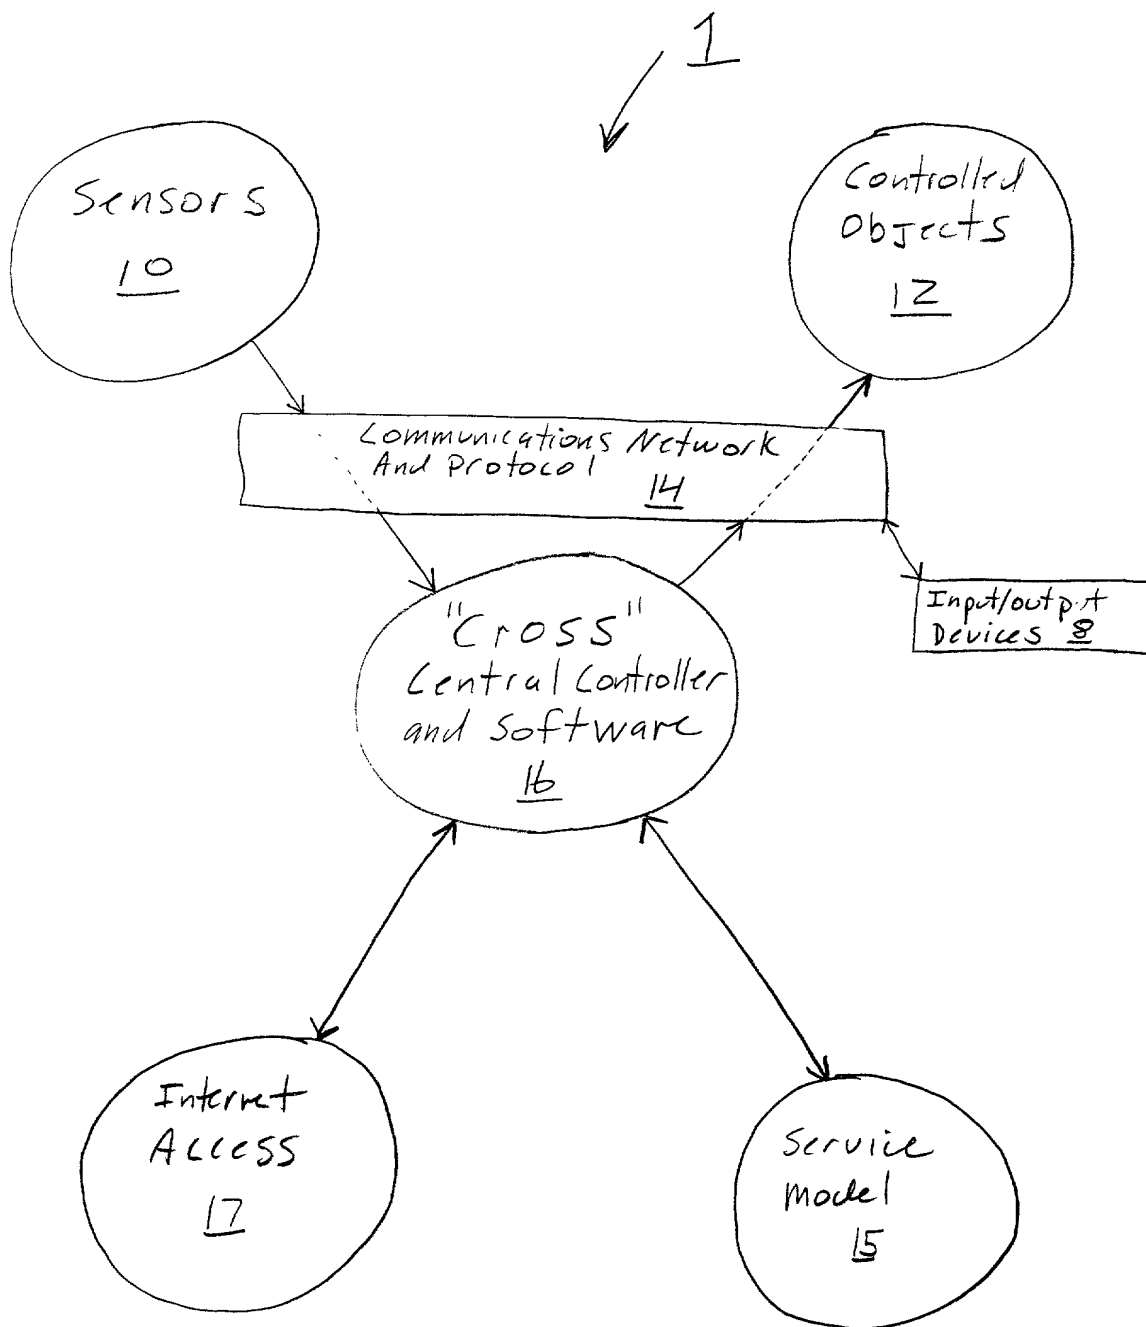 1
Sensors
10
Controlled
Objects
12
Communications Network
And Protocol
14
Input/output
Devices 8
"Cross"
Central Controller
and Software
16
Internet
Access
17
Service
Model
15